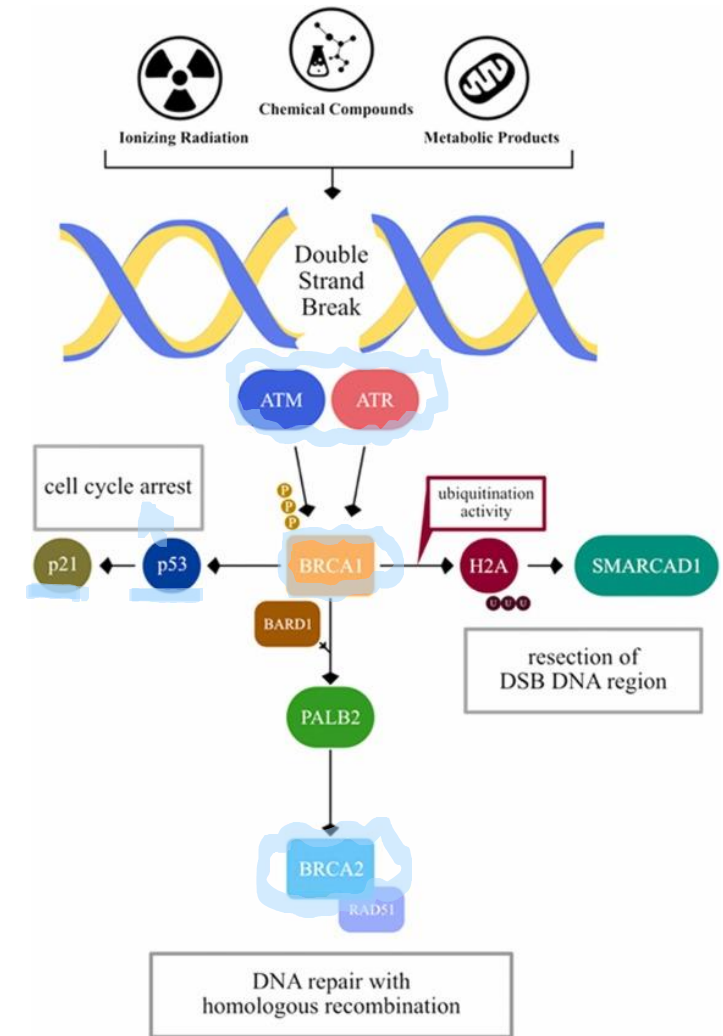 Chemical Compounds
Ionizing Radiation
Metabolic Products
Double
Strand
Break
ATM
ATR
cell cycle arrest
P
P
P
ubiquitination
activity
p21
p53
BRCA1
H2A
SMARCAD1
U U U
BARD1
resection of
DSB DNA region
PALB2
BRCA2
RAD51
DNA repair with
homologous recombination